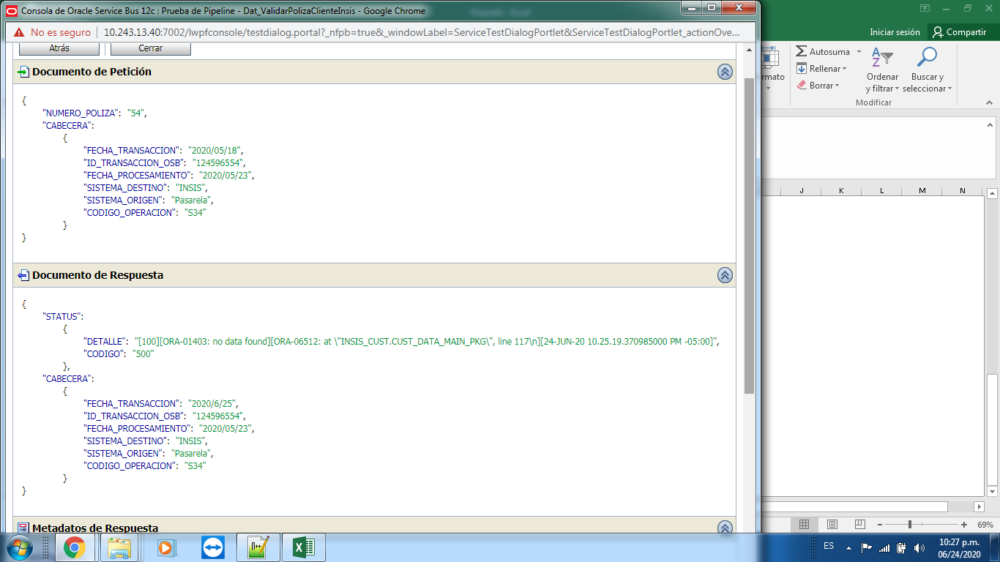 Consola de Oracle Service Bus 12c : Prueba de Pipeline - Dat_ValidarPolizaClienteInsis - Google Chrome
No es seguro
10.243.13.40:7002/lwpfconsole/testdialog.portal?_nfpb=true&_windowLabel=ServiceTestDialogPortlet&ServiceTestDialogPortlet_actionOve...
Atrás
Cerrar
Documento de Petición
{
"NUMERO_POLIZA": "54",
"CABECERA":
{
"FECHA_TRANSACCION": "2020/05/18",
"ID_TRANSACCION_OSB": "124596554",
"FECHA_PROCESAMIENTO": "2020/05/23",
"SISTEMA_DESTINO": "INSIS",
"SISTEMA_ORIGEN": "Pasarela",
"CODIGO_OPERACION": "S34"
}
}
Documento de Respuesta
{
"STATUS":
{
"DETALLE": "[100][ORA-01403: no data found][ORA-06512: at \"INSIS_CUST.CUST_DATA_MAIN_PKG\", line 117\n][24-JUN-20 10.25.19.370985000 PM -05:00]",
"CODIGO": "500"
},
"CABECERA":
{
"FECHA_TRANSACCION": "2020/6/25",
"ID_TRANSACCION_OSB": "124596554",
"FECHA_PROCESAMIENTO": "2020/05/23",
"SISTEMA_DESTINO": "INSIS",
"SISTEMA_ORIGEN": "Pasarela",
"CODIGO_OPERACION": "S34"
}
}
Metadatos de Respuesta
Iniciar sesión
Compartir
rmato
Autosuma
Rellenar
Borrar
Ordenar
y filtrar
Buscar y
seleccionar
Modificar
J K L M N
69%
ES
10:27 p.m.
06/24/2020